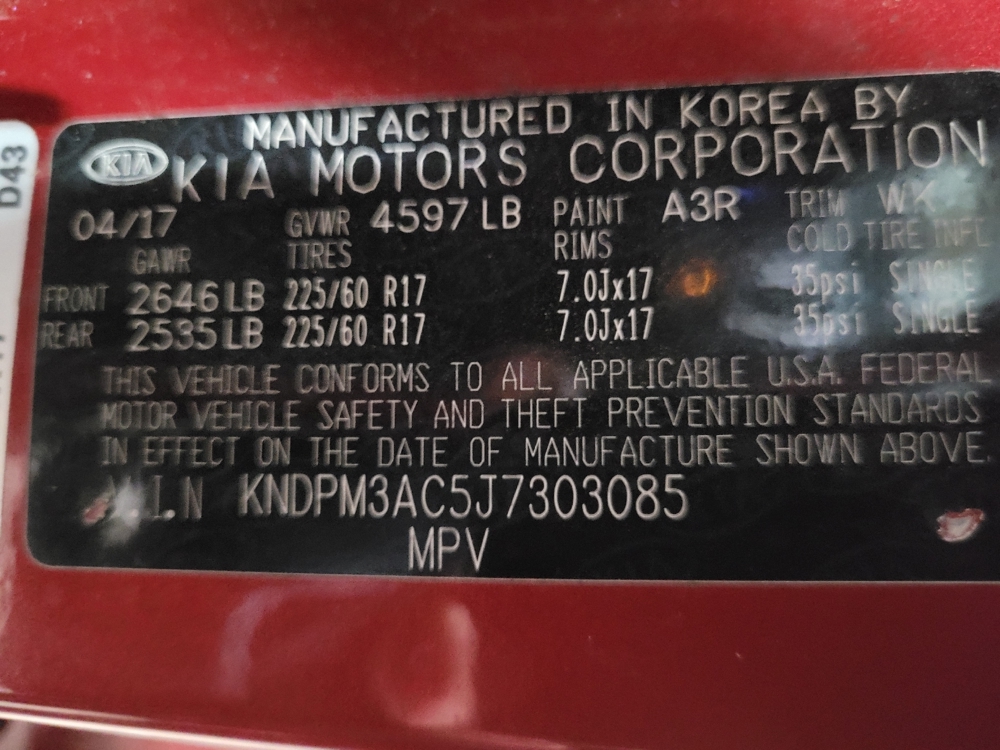 MANUFACTURED IN KOREA BY
KIA KIA MOTORS CORPORATION
04/17 GVWR 4597 LB PAINT A3R TRIM WK
GAWR TIRES RIMS COLD TIRE INFL
FRONT 2646 LB 225/60 R17 7.0Jx17 35psi SINGLE
REAR 2535 LB 225/60 R17 7.0Jx17 35psi SINGLE
THIS VEHICLE CONFORMS TO ALL APPLICABLE U.S.A. FEDERAL
MOTOR VEHICLE SAFETY AND THEFT PREVENTION STANDARDS
IN EFFECT ON THE DATE OF MANUFACTURE SHOWN ABOVE.
V.I.N KNDPM3AC5J7303085
MPV
D43